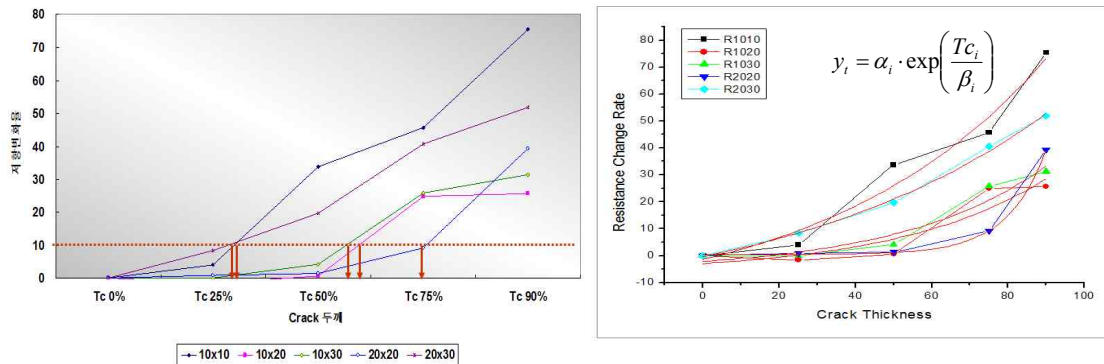 80
70
60
50
40
30
20
10
0
저항변화율
Tc 0%
Tc 25%
Tc 50%
Tc 75%
Tc 90%
Crack 두께
10x10
10x20
10x30
20x20
20x30
R1010
R1020
R1030
R2020
R2030
y_t = α_i · exp(Tc_i / β_i)
80
70
60
50
40
30
20
10
0
-10
Resistance Change Rate
0
20
40
60
80
100
Crack Thickness